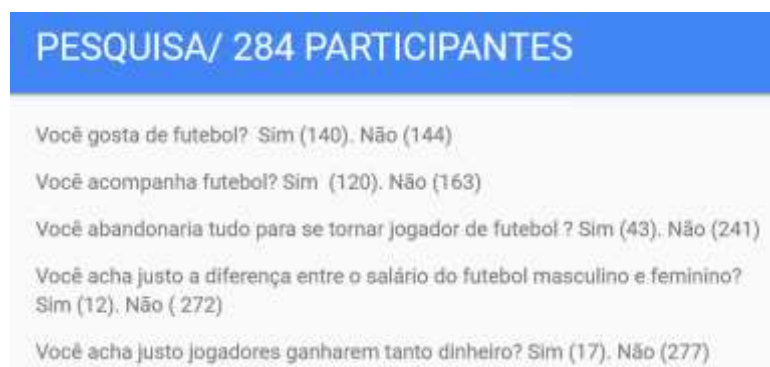 PESQUISA/ 284 PARTICIPANTES
Você gosta de futebol?  Sim (140). Não (144)
Você acompanha futebol? Sim  (120). Não (163)
Você abandonaria tudo para se tornar jogador de futebol ? Sim (43). Não (241)
Você acha justo a diferença entre o salário do futebol masculino e feminino?
Sim (12). Não ( 272)
Você acha justo jogadores ganharem tanto dinheiro? Sim (17). Não (277)